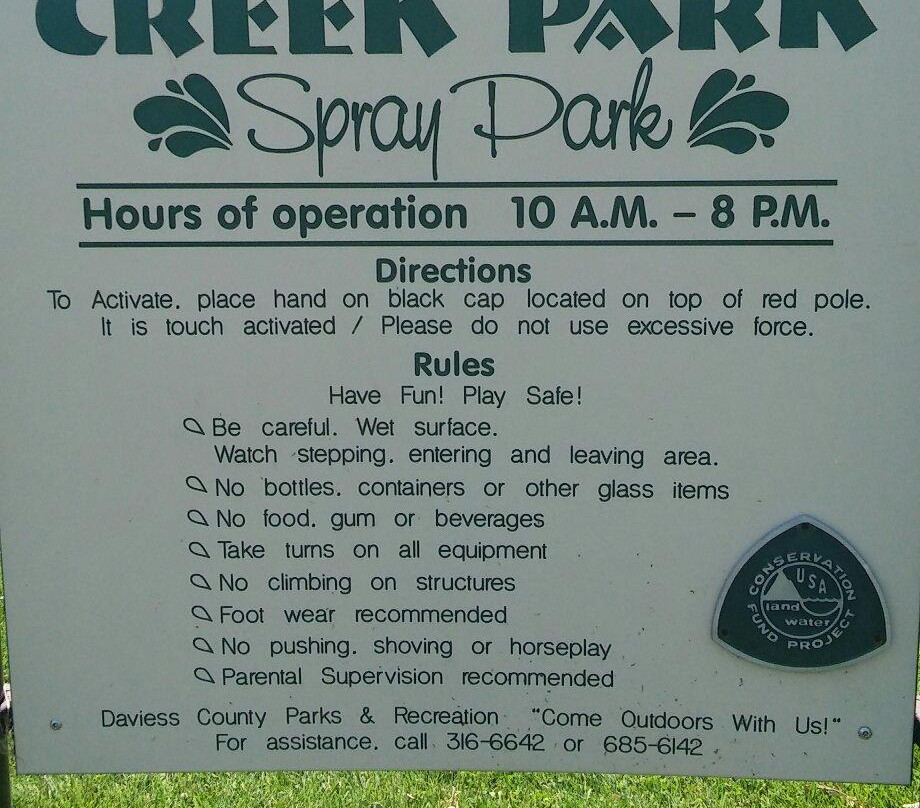 CREEK PARK
Spray Park
Hours of operation 10 A.M. – 8 P.M.
Directions
To Activate, place hand on black cap located on top of red pole.
It is touch activated / Please do not use excessive force.
Rules
Have Fun! Play Safe!
Be careful. Wet surface.
Watch stepping, entering and leaving area.
No bottles, containers or other glass items
No food, gum or beverages
Take turns on all equipment
No climbing on structures
Foot wear recommended
No pushing, shoving or horseplay
Parental Supervision recommended
CONSERVATION
USA
land
water
FUND PROJECT
Daviess County Parks & Recreation "Come Outdoors With Us!"
For assistance, call 316-6642 or 685-6142